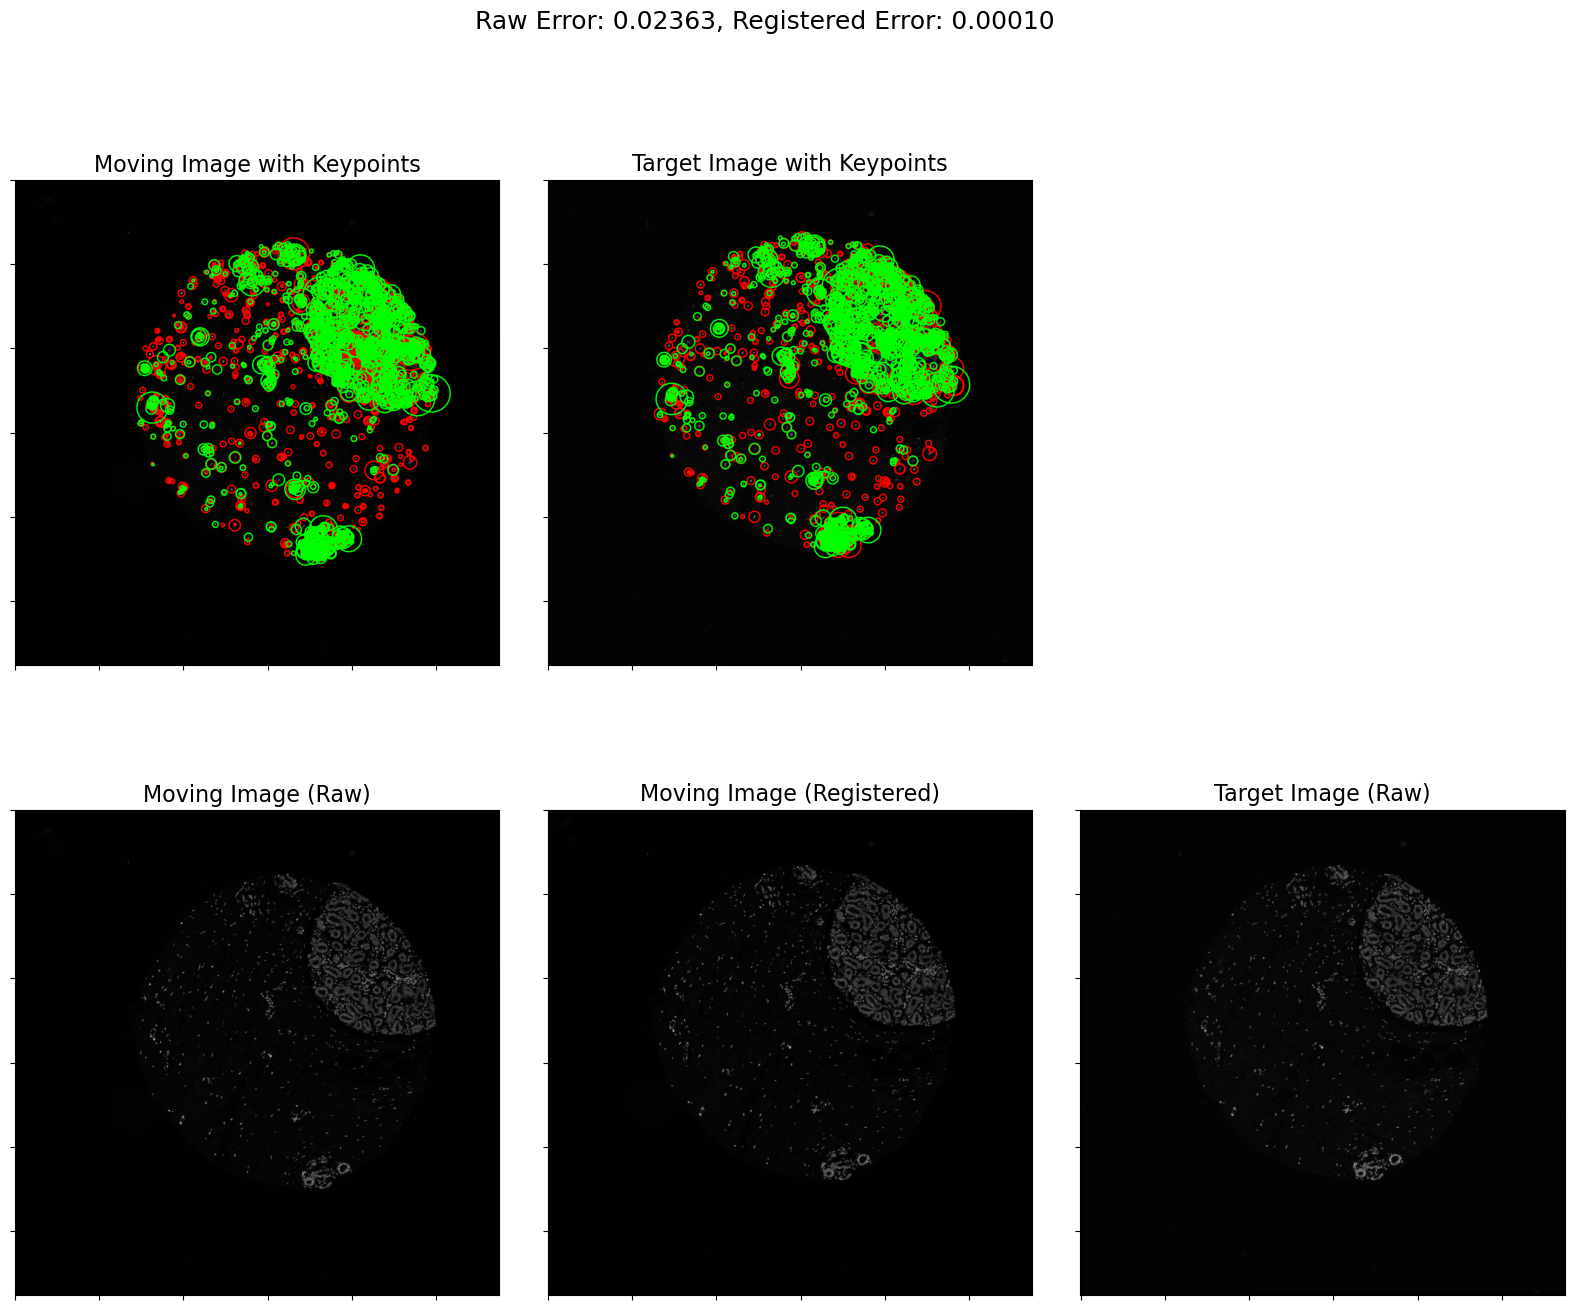 Raw Error: 0.02363, Registered Error: 0.00010
Moving Image with Keypoints
Target Image with Keypoints
Moving Image (Raw)
Moving Image (Registered)
Target Image (Raw)